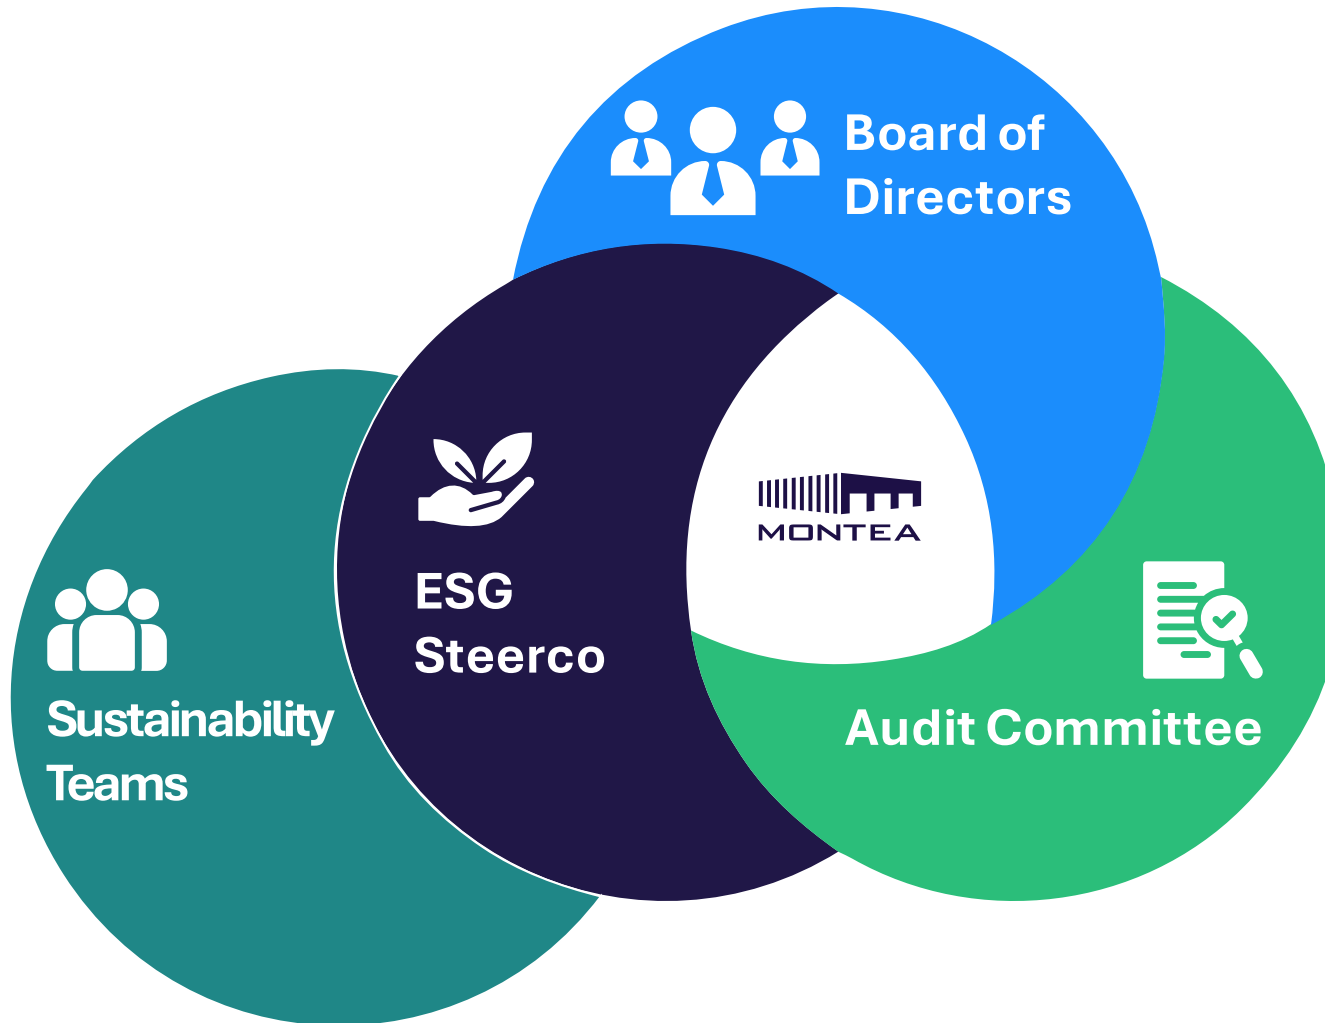 Board of
Directors
MONTEA
ESG
Steerco
Sustainability
Teams
Audit Committee